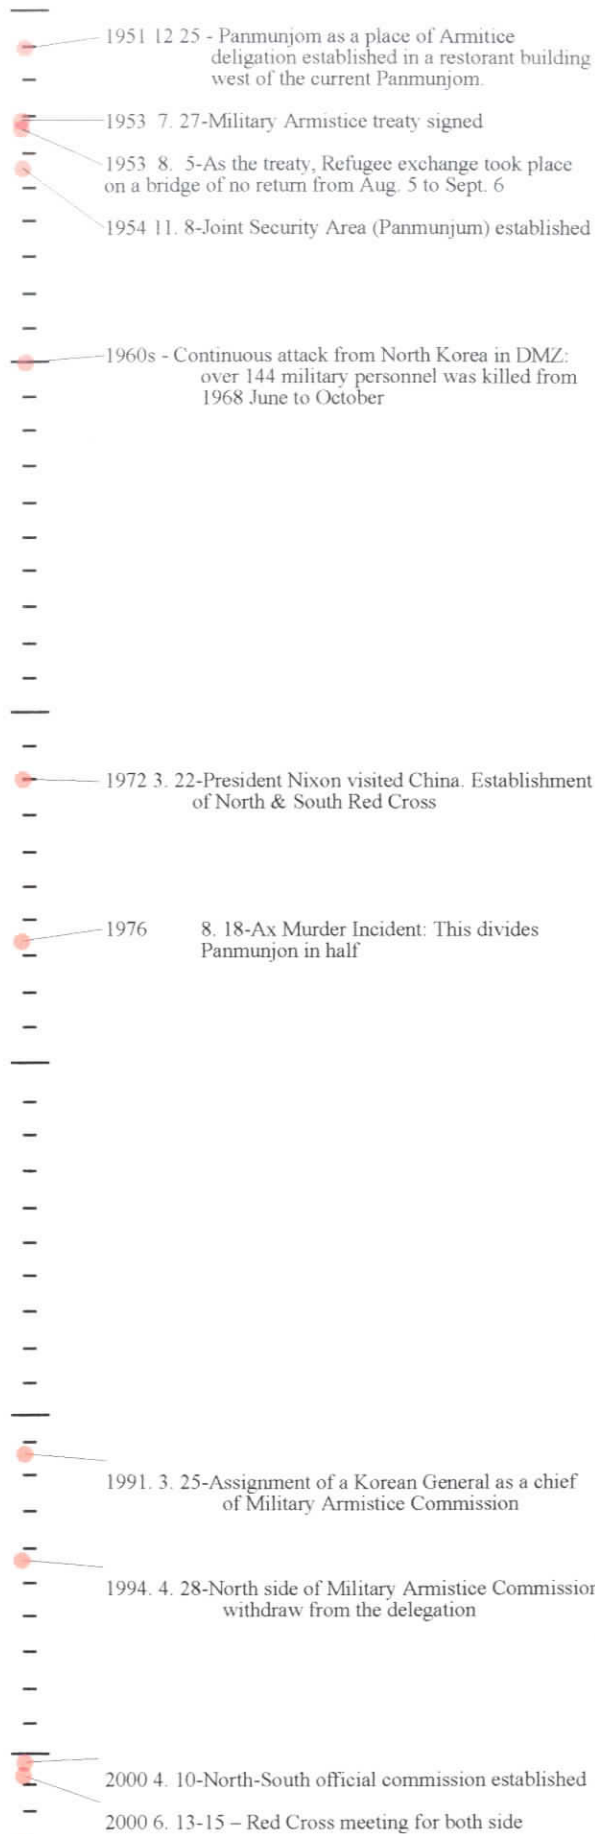 1951 12 25 - Panmunjom as a place of Armitice
deligation established in a restorant building
west of the current Panmunjom.
1953 7. 27-Military Armistice treaty signed
1953 8. 5-As the treaty, Refugee exchange took place
on a bridge of no return from Aug. 5 to Sept. 6
1954 11. 8-Joint Security Area (Panmunjum) established
1960s - Continuous attack from North Korea in DMZ:
over 144 military personnel was killed from
1968 June to October
1972 3. 22-President Nixon visited China. Establishment
of North & South Red Cross
1976 8. 18-Ax Murder Incident: This divides
Panmunjon in half
1991. 3. 25-Assignment of a Korean General as a chief
of Military Armistice Commission
1994. 4. 28-North side of Military Armistice Commission
withdraw from the delegation
2000 4. 10-North-South official commission established
2000 6. 13-15 – Red Cross meeting for both side